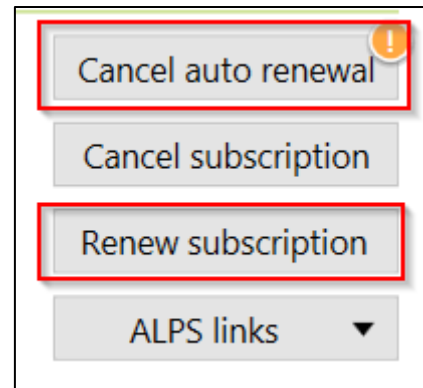 Cancel auto renewal
!
Cancel subscription
Renew subscription
ALPS links